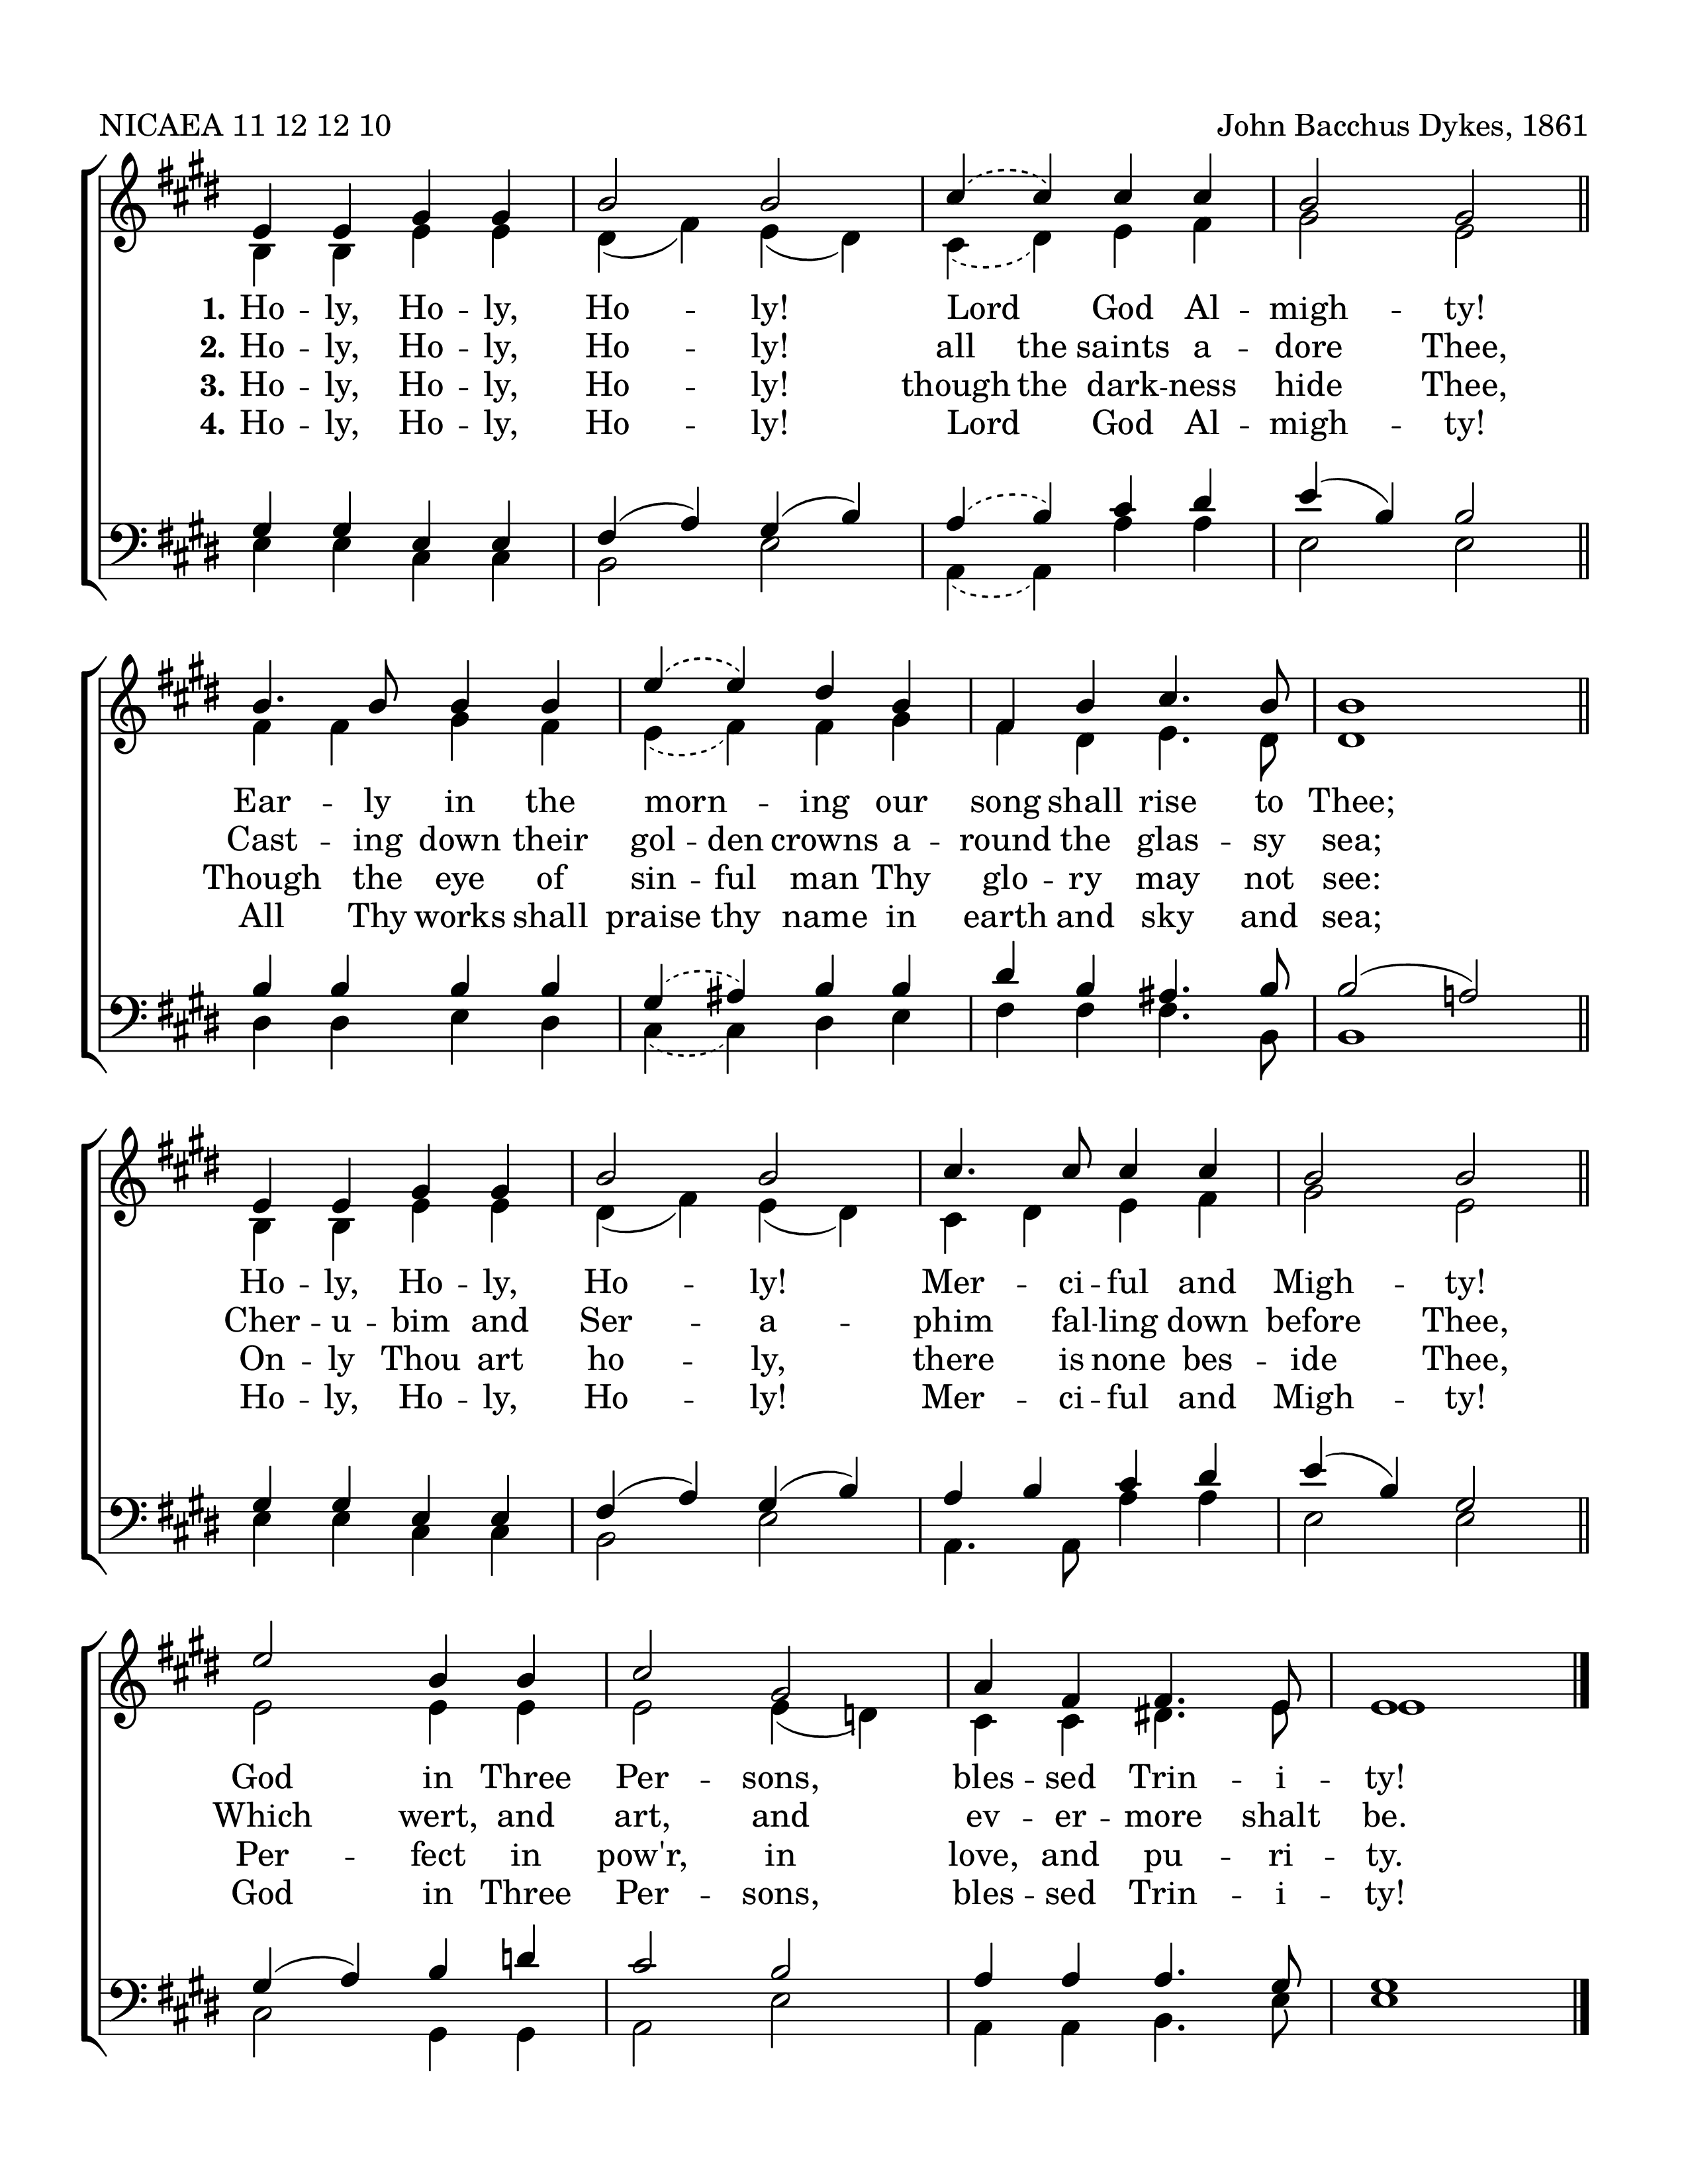 NICAEA 11 12 12 10 John Bacchus Dykes, 1861
1. Ho -- ly, Ho -- ly, Ho -- ly! Lord God Al -- migh -- ty!
2. Ho -- ly, Ho -- ly, Ho -- ly! all the saints a -- dore Thee,
3. Ho -- ly, Ho -- ly, Ho -- ly! though the dark -- ness hide Thee,
4. Ho -- ly, Ho -- ly, Ho -- ly! Lord God Al -- migh -- ty!
Ear -- ly in the morn -- ing our song shall rise to Thee;
Cast -- ing down their gol -- den crowns a -- round the glas -- sy sea;
Though the eye of sin -- ful man Thy glo -- ry may not see:
All Thy works shall praise thy name in earth and sky and sea;
Ho -- ly, Ho -- ly, Ho -- ly! Mer -- ci -- ful and Migh -- ty!
Cher -- u -- bim and Ser -- a -- phim fal -- ling down before Thee,
On -- ly Thou art ho -- ly, there is none bes -- ide Thee,
Ho -- ly, Ho -- ly, Ho -- ly! Mer -- ci -- ful and Migh -- ty!
God in Three Per -- sons, bles -- sed Trin -- i -- ty!
Which wert, and art, and ev -- er -- more shalt be.
Per -- fect in pow'r, in love, and pu -- ri -- ty.
God in Three Per -- sons, bles -- sed Trin -- i -- ty!